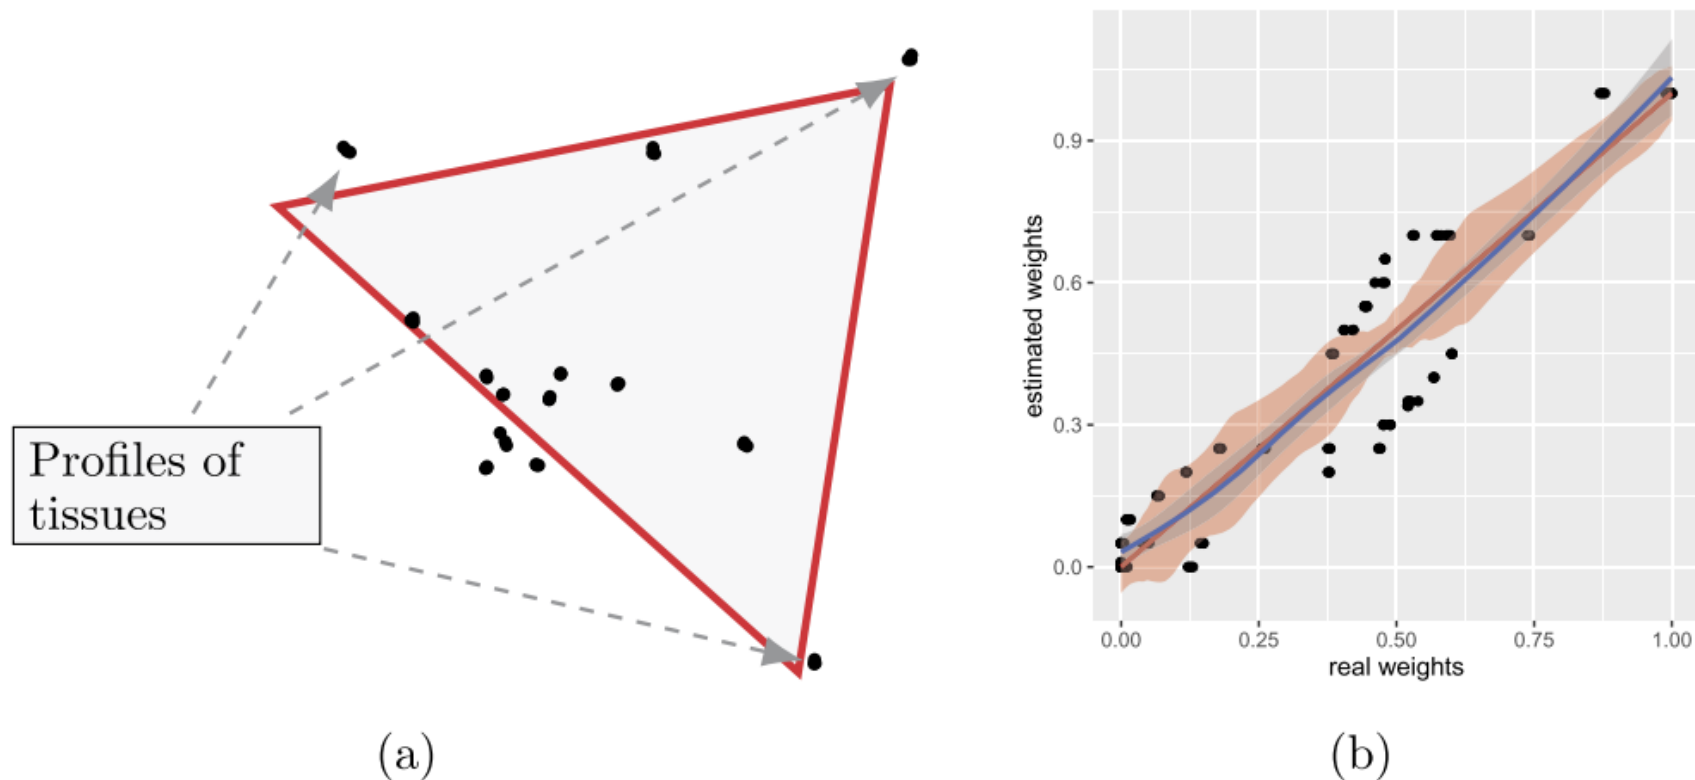 Profiles of
tissues
(a)
estimated weights
0.9
0.6
0.3
0.0
0.00 0.25 0.50 0.75 1.00
real weights
(b)